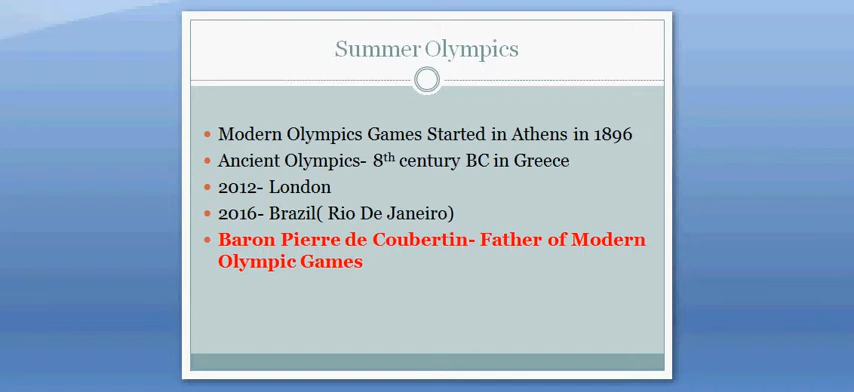 Summer Olympics
Modern Olympics Games Started in Athens in 1896
Ancient Olympics- 8th century BC in Greece
2012- London
2016- Brazil( Rio De Janeiro)
Baron Pierre de Coubertin- Father of Modern
Olympic Games